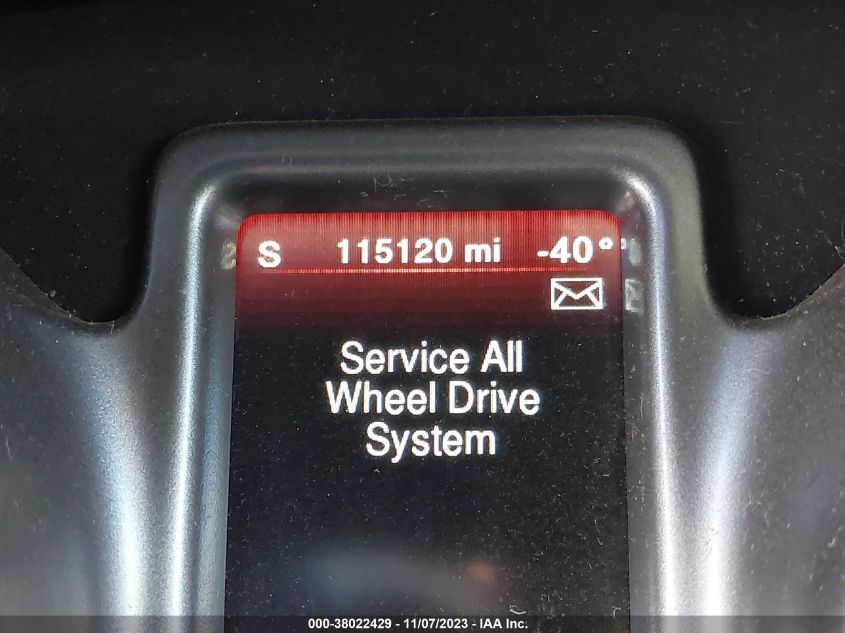 S 115120 mi -40°
Service All
Wheel Drive
System
000-38022429 - 11/07/2023 - IAA Inc.